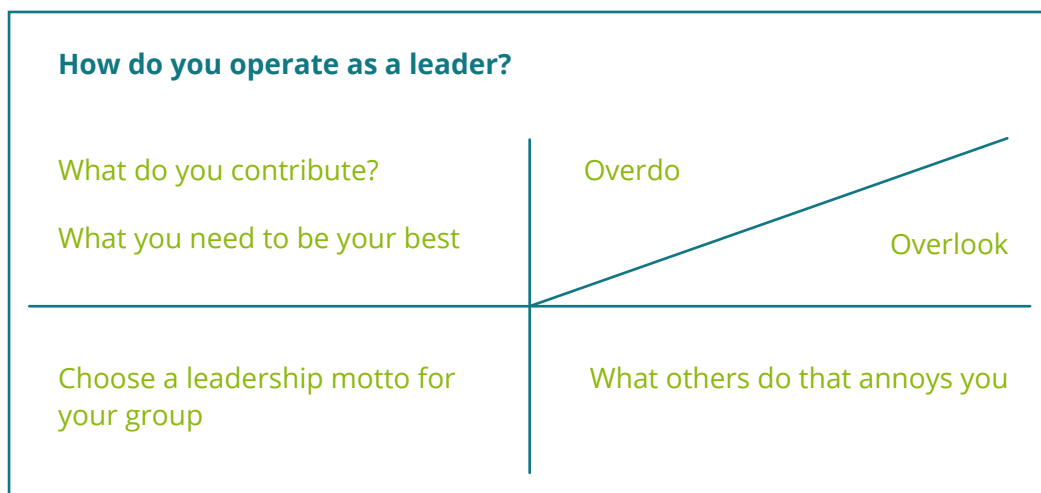 How do you operate as a leader?
What do you contribute?
What you need to be your best
Overdo
Overlook
Choose a leadership motto for
your group
What others do that annoys you